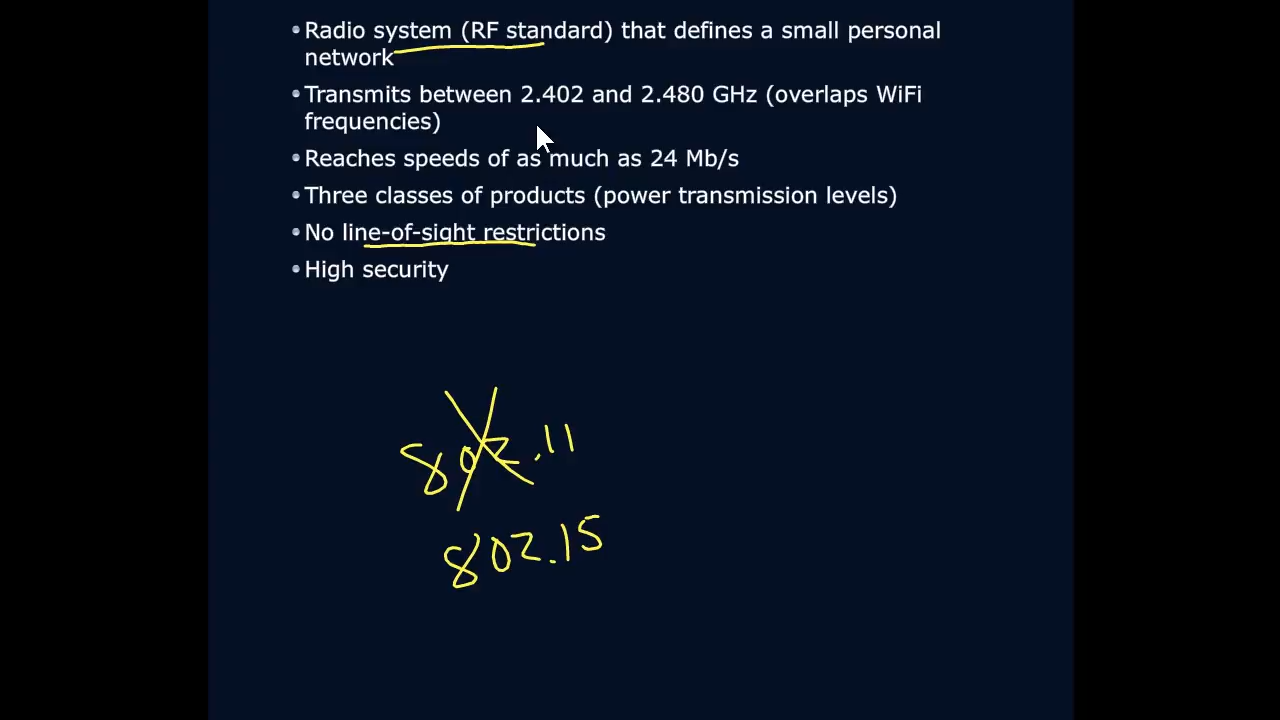 • Radio system (RF standard) that defines a small personal
network
• Transmits between 2.402 and 2.480 GHz (overlaps WiFi
frequencies)
• Reaches speeds of as much as 24 Mb/s
• Three classes of products (power transmission levels)
• No line-of-sight restrictions
• High security
802.11
802.15